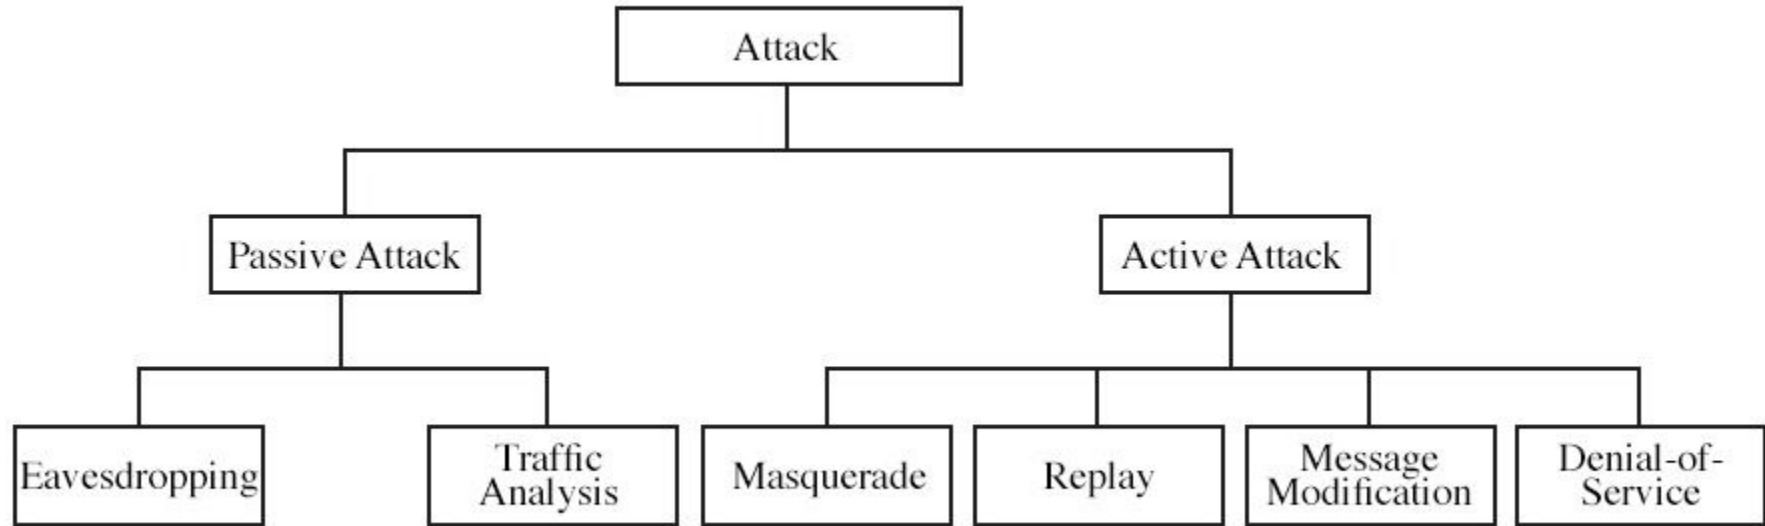 Attack
Passive Attack
Active Attack
Eavesdropping
Traffic
Analysis
Masquerade
Replay
Message
Modification
Denial-of-
Service